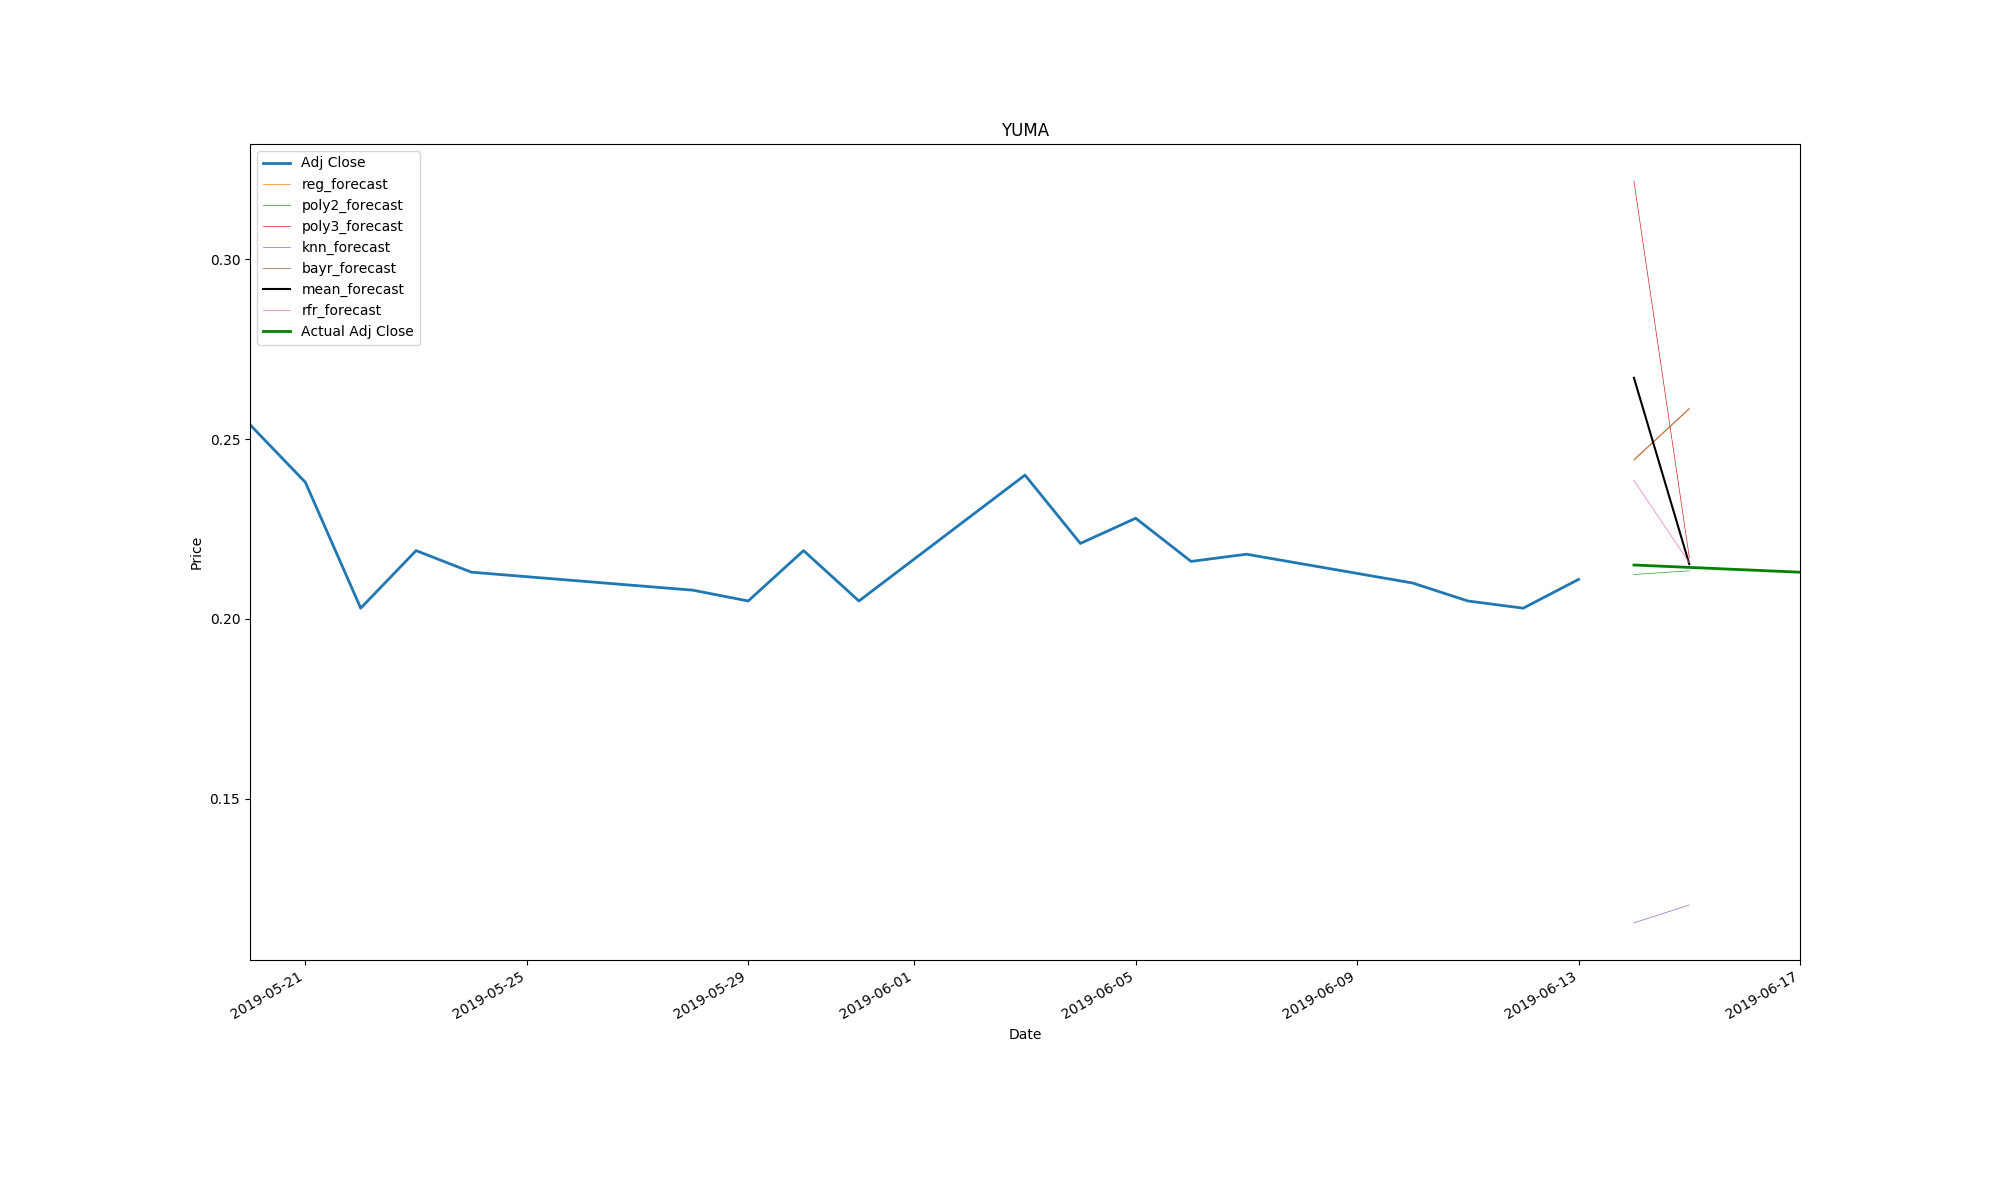 YUMA
Adj Close
reg_forecast
poly2_forecast
poly3_forecast
knn_forecast
bayr_forecast
mean_forecast
rfr_forecast
Actual Adj Close
0.30
0.25
0.20
0.15
Price
2019-05-21
2019-05-25
2019-05-29
2019-06-01
2019-06-05
2019-06-09
2019-06-13
2019-06-17
Date